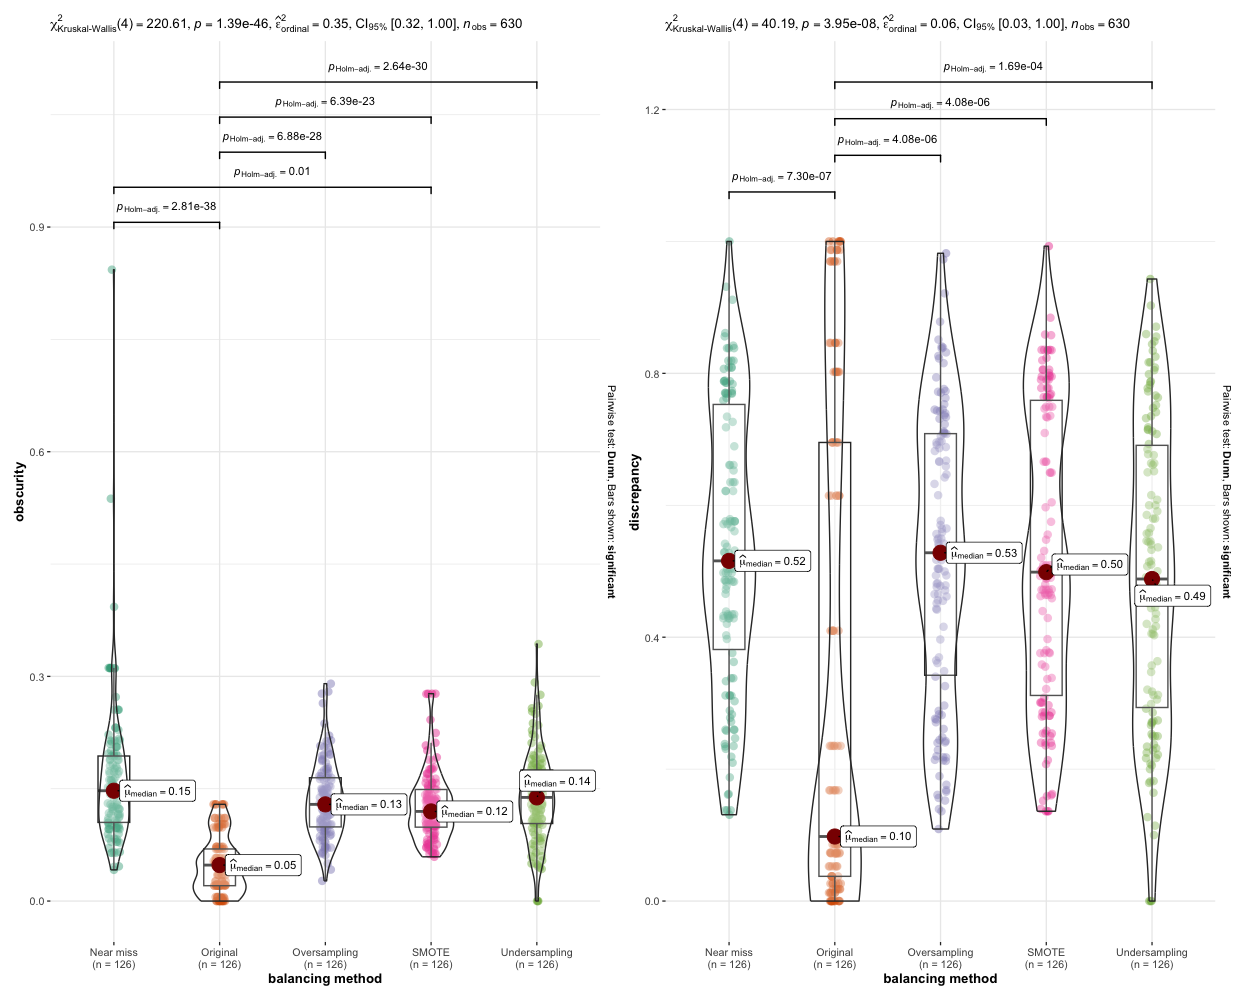 χ²Kruskal−Wallis(4) = 220.61, p = 1.39e−46, ε̂²ordinal = 0.35, CI95% [0.32, 1.00], nobs = 630
pHolm−adj. = 2.64e-30
pHolm−adj. = 6.39e-23
pHolm−adj. = 6.88e-28
pHolm−adj. = 0.01
pHolm−adj. = 2.81e-38
0.9
0.6
0.3
0.0
obscurity
μ̂median = 0.15
μ̂median = 0.05
μ̂median = 0.13
μ̂median = 0.12
μ̂median = 0.14
Near miss
(n = 126)
Original
(n = 126)
Oversampling
(n = 126)
SMOTE
(n = 126)
Undersampling
(n = 126)
balancing method
Pairwise test: Dunn, Bars shown: significant
χ²Kruskal−Wallis(4) = 40.19, p = 3.95e−08, ε̂²ordinal = 0.06, CI95% [0.03, 1.00], nobs = 630
pHolm−adj. = 1.69e-04
pHolm−adj. = 4.08e-06
pHolm−adj. = 4.08e-06
pHolm−adj. = 7.30e-07
1.2
0.8
0.4
0.0
discrepancy
μ̂median = 0.52
μ̂median = 0.10
μ̂median = 0.53
μ̂median = 0.50
μ̂median = 0.49
Near miss
(n = 126)
Original
(n = 126)
Oversampling
(n = 126)
SMOTE
(n = 126)
Undersampling
(n = 126)
balancing method
Pairwise test: Dunn, Bars shown: significant